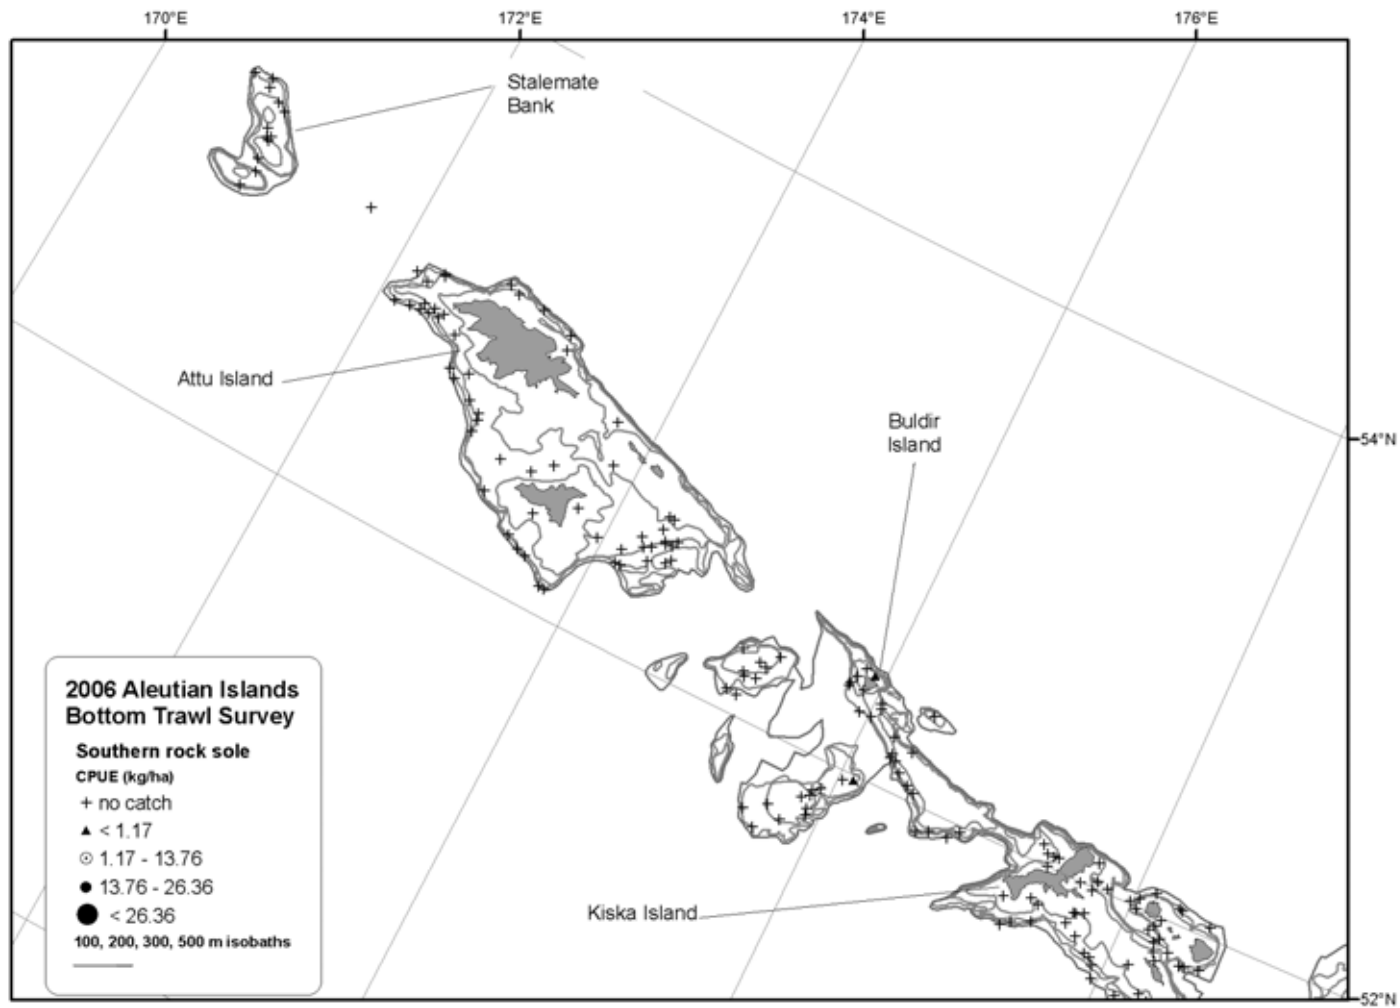 170°E 172°E 174°E 176°E
Stalemate
Bank
Attu Island
Buldir
Island
54°N
2006 Aleutian Islands
Bottom Trawl Survey
Southern rock sole
CPUE (kg/ha)
+ no catch
▲ < 1.17
⊙ 1.17 - 13.76
● 13.76 - 26.36
● < 26.36
100, 200, 300, 500 m isobaths
Kiska Island
52°N